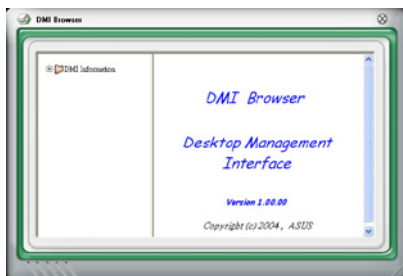 DMI Browser
DMI Information
DMI Browser
Desktop Management
Interface
Version 1.00.00
Copyright (c) 2004, ASUS